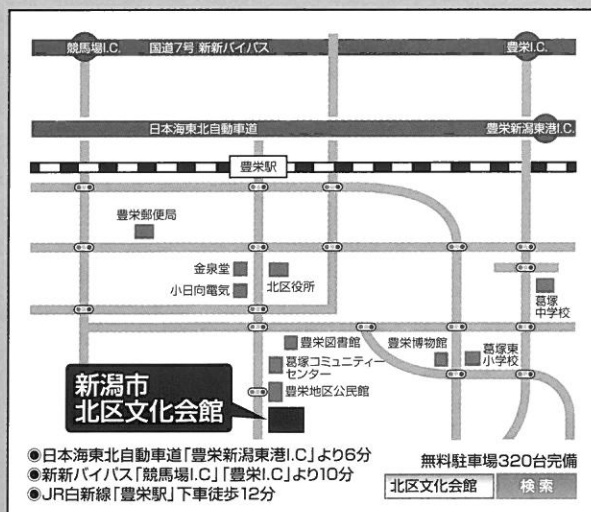 競馬場I.C.
国道7号 新新バイパス
豊栄I.C.
日本海東北自動車道
豊栄新潟東港I.C.
豊栄駅
豊栄郵便局
金泉堂
北区役所
小日向電気
葛塚
中学校
豊栄図書館
豊栄博物館
葛塚東
小学校
葛塚コミュニティー
センター
豊栄地区公民館
新潟市
北区文化会館
◉日本海東北自動車道「豊栄新潟東港I.C」より6分
◉新新バイパス「競馬場I.C」「豊栄I.C」より10分
◉JR白新線「豊栄駅」下車徒歩12分
無料駐車場320台完備
北区文化会館 検索